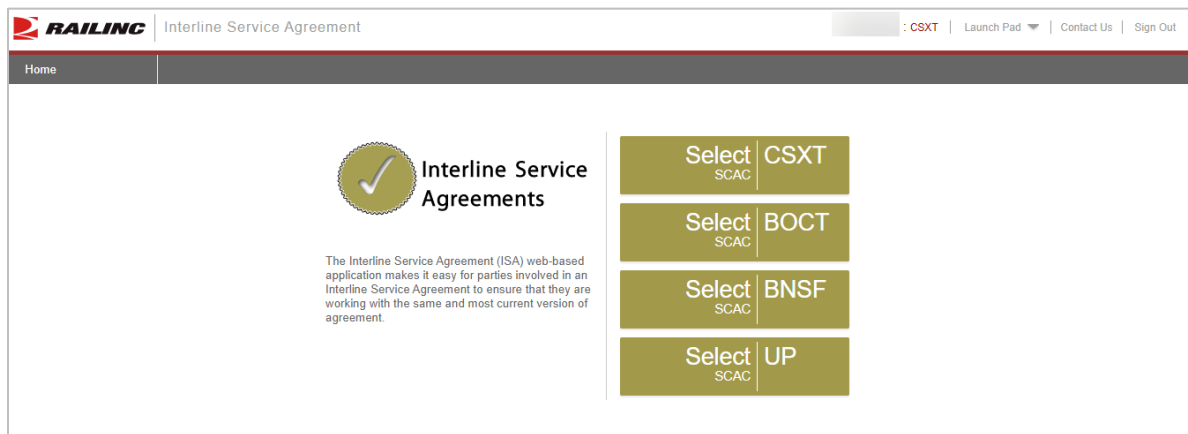 RAILINC Interline Service Agreement : CSXT | Launch Pad | Contact Us | Sign Out
Home
Interline Service
Agreements
The Interline Service Agreement (ISA) web-based
application makes it easy for parties involved in an
Interline Service Agreement to ensure that they are
working with the same and most current version of
agreement.
Select CSXT
SCAC
Select BOCT
SCAC
Select BNSF
SCAC
Select UP
SCAC